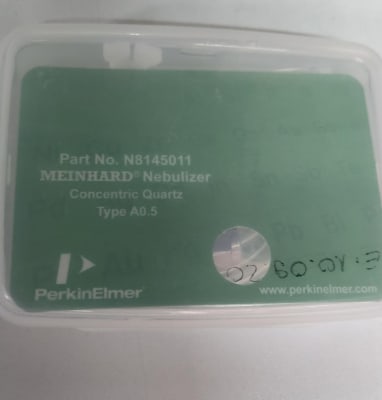 Part No. N8145011
MEINHARD® Nebulizer
Concentric Quartz
Type A0.5
PerkinElmer
www.perkinelmer.com